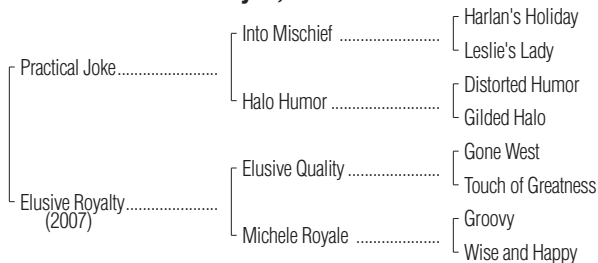 Harlan's Holiday
Into Mischief ....................
Leslie's Lady
Practical Joke......................
Distorted Humor
Halo Humor ......................
Gilded Halo
Gone West
Elusive Quality ..................
Touch of Greatness
Elusive Royalty....................
(2007)
Groovy
Michele Royale .................
Wise and Happy